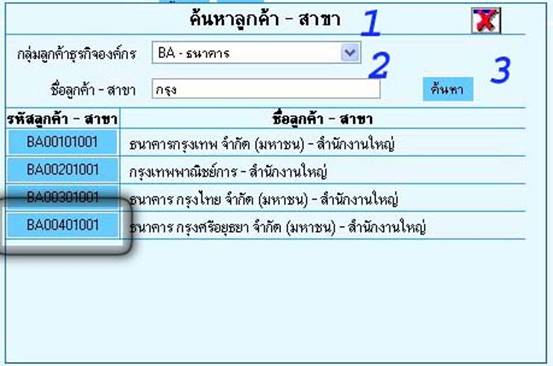 ค้นหาลูกค้า - สาขา 1 X
กลุ่มลูกค้าธุรกิจองค์กร BA - ธนาคาร 2
ชื่อลูกค้า - สาขา กรุง ค้นหา 3
รหัสลูกค้า - สาขา ชื่อลูกค้า - สาขา
BA00101001 ธนาคารกรุงเทพ จำกัด (มหาชน) - สำนักงานใหญ่
BA00201001 กรุงเทพพาณิชย์การ - สำนักงานใหญ่
BA00301001 ธนาคาร กรุงไทย จำกัด (มหาชน) - สำนักงานใหญ่
BA00401001 ธนาคาร กรุงศรีอยุธยา จำกัด (มหาชน) - สำนักงานใหญ่